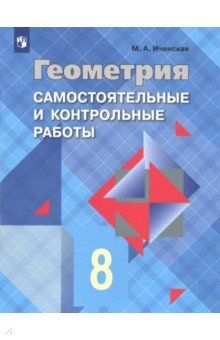 М. А. Иченская
Геометрия
САМОСТОЯТЕЛЬНЫЕ
И КОНТРОЛЬНЫЕ
РАБОТЫ
8